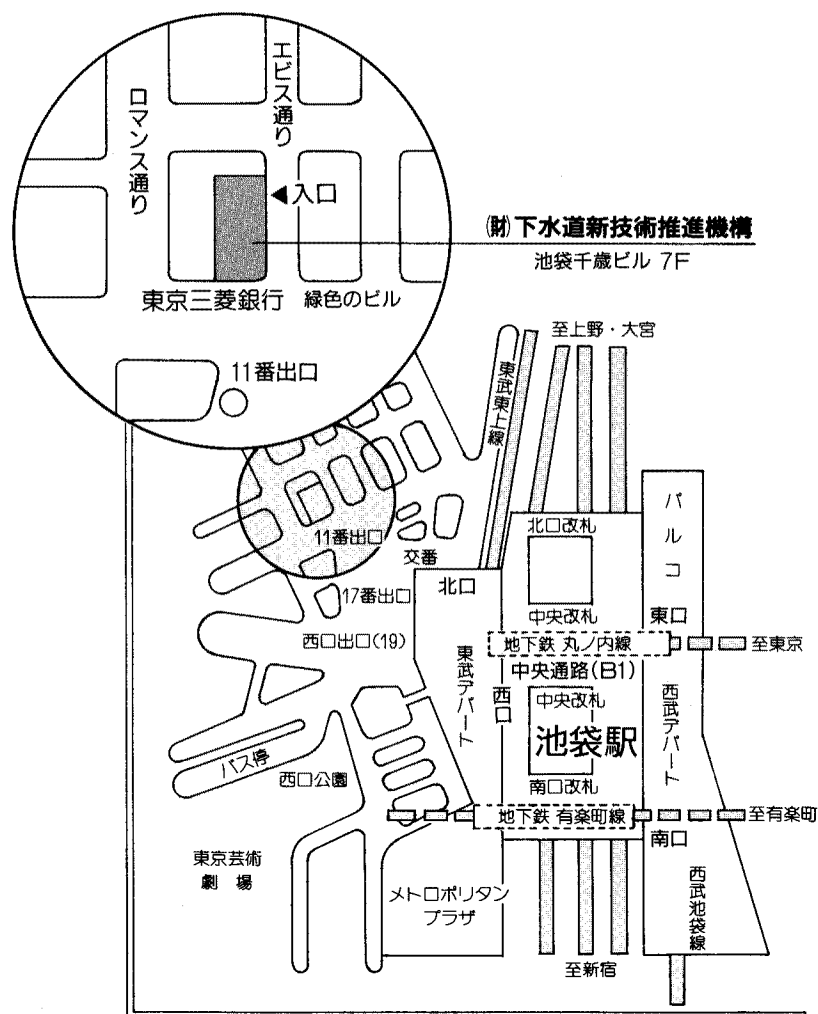 エビス通り
ロマンス通り
入口
(財)下水道新技術推進機構
池袋千歳ビル 7F
東京三菱銀行
緑色のビル
11番出口
至上野・大宮
東武東上線
パルコ
北口改札
11番出口
交番
北口
17番出口
中央改札
東口
西口出口(19)
地下鉄 丸ノ内線
至東京
中央通路(B1)
東武デパート
西口
中央改札
西武デパート
池袋駅
バス停
西口公園
南口改札
地下鉄 有楽町線
至有楽町
南口
東京芸術
劇場
メトロポリタン
プラザ
西武池袋線
至新宿